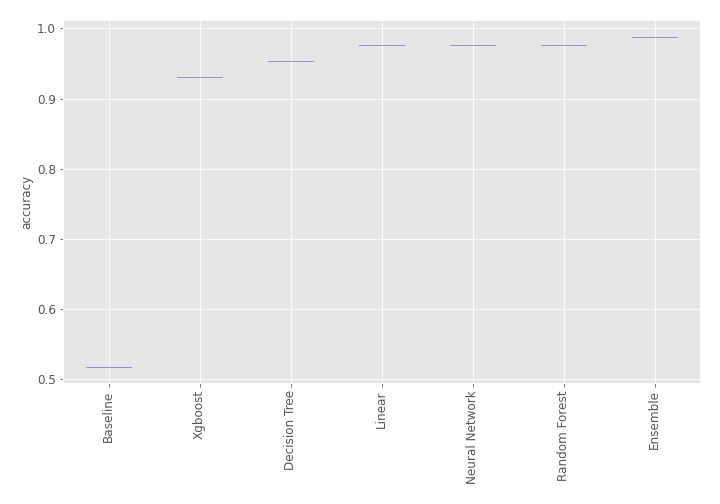 1.0
0.9
0.8
0.7
0.6
0.5
accuracy
Baseline
Xgboost
Decision Tree
Linear
Neural Network
Random Forest
Ensemble